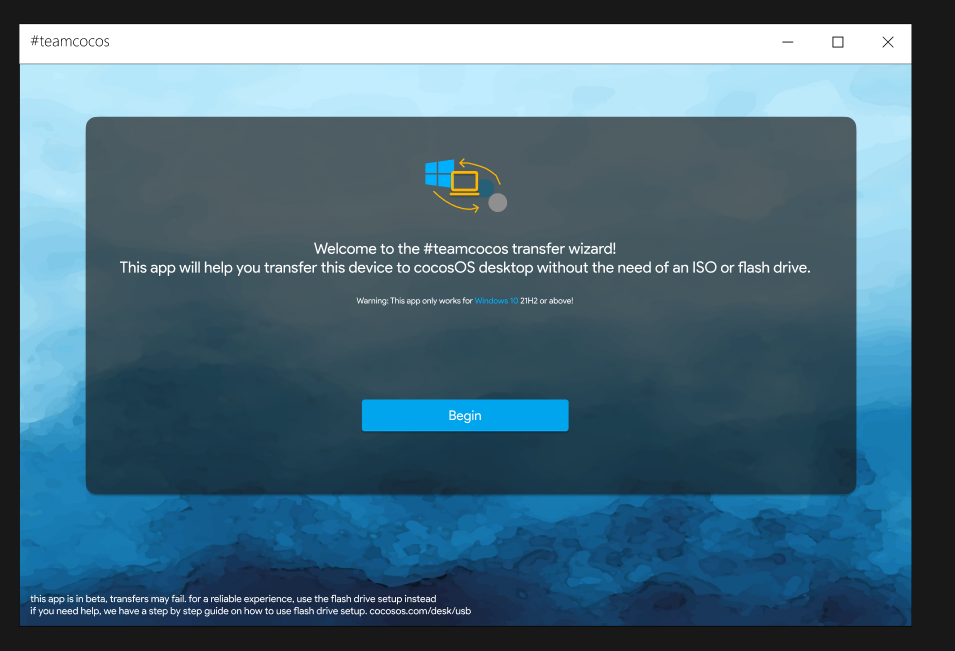 #teamcocos
Welcome to the #teamcocos transfer wizard!
This app will help you transfer this device to cocosOS desktop without the need of an ISO or flash drive.
Warning: This app only works for Windows 10 21H2 or above!
Begin
this app is in beta, transfers may fail. for a reliable experience, use the flash drive setup instead
if you need help, we have a step by step guide on how to use flash drive setup. cocosos.com/desk/usb